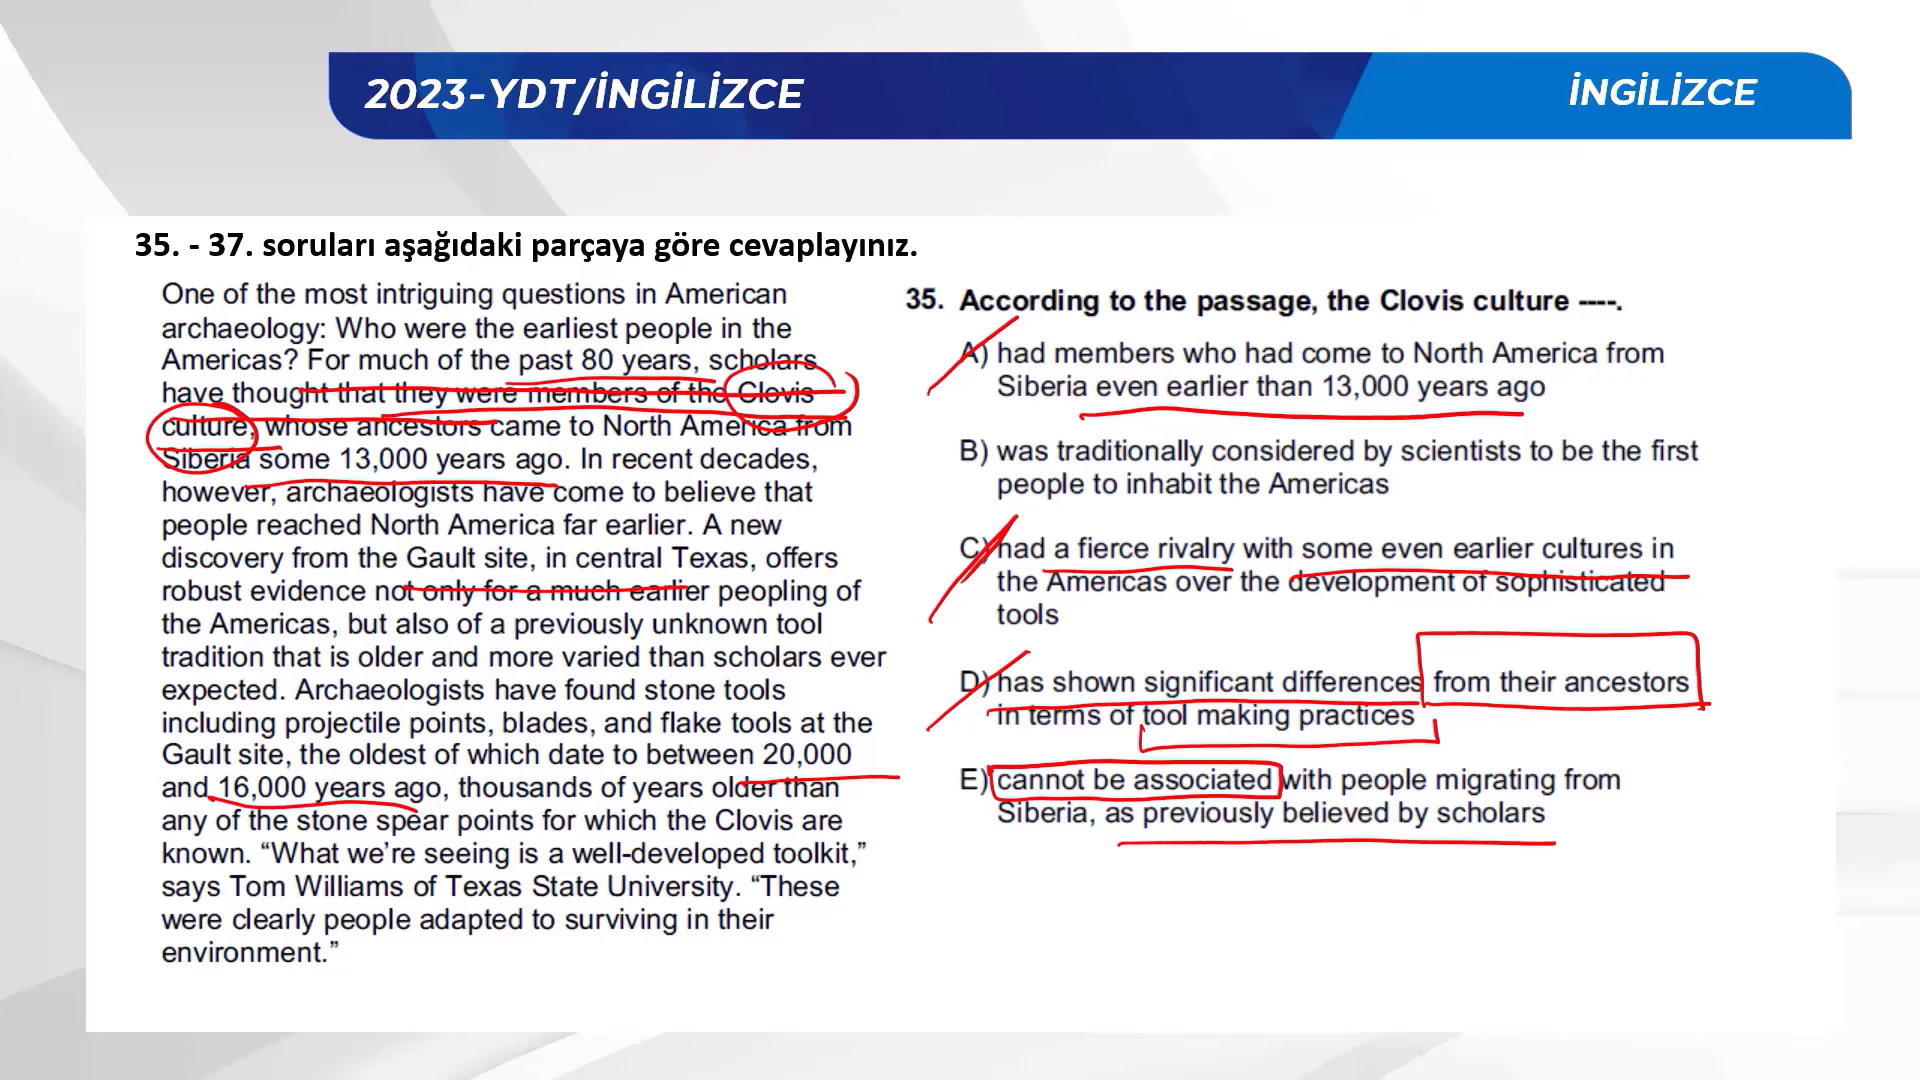 2023-YDT/İNGİLİZCE
İNGİLİZCE
35. - 37. soruları aşağıdaki parçaya göre cevaplayınız.
One of the most intriguing questions in American
archaeology: Who were the earliest people in the
Americas? For much of the past 80 years, scholars
have thought that they were members of the Clovis
culture, whose ancestors came to North America from
Siberia some 13,000 years ago. In recent decades,
however, archaeologists have come to believe that
people reached North America far earlier. A new
discovery from the Gault site, in central Texas, offers
robust evidence not only for a much earlier peopling of
the Americas, but also of a previously unknown tool
tradition that is older and more varied than scholars ever
expected. Archaeologists have found stone tools
including projectile points, blades, and flake tools at the
Gault site, the oldest of which date to between 20,000
and 16,000 years ago, thousands of years older than
any of the stone spear points for which the Clovis are
known. “What we’re seeing is a well-developed toolkit,”
says Tom Williams of Texas State University. “These
were clearly people adapted to surviving in their
environment.”
35. According to the passage, the Clovis culture ----.
A) had members who had come to North America from
Siberia even earlier than 13,000 years ago
B) was traditionally considered by scientists to be the first
people to inhabit the Americas
C) had a fierce rivalry with some even earlier cultures in
the Americas over the development of sophisticated
tools
D) has shown significant differences from their ancestors
in terms of tool making practices
E) cannot be associated with people migrating from
Siberia, as previously believed by scholars